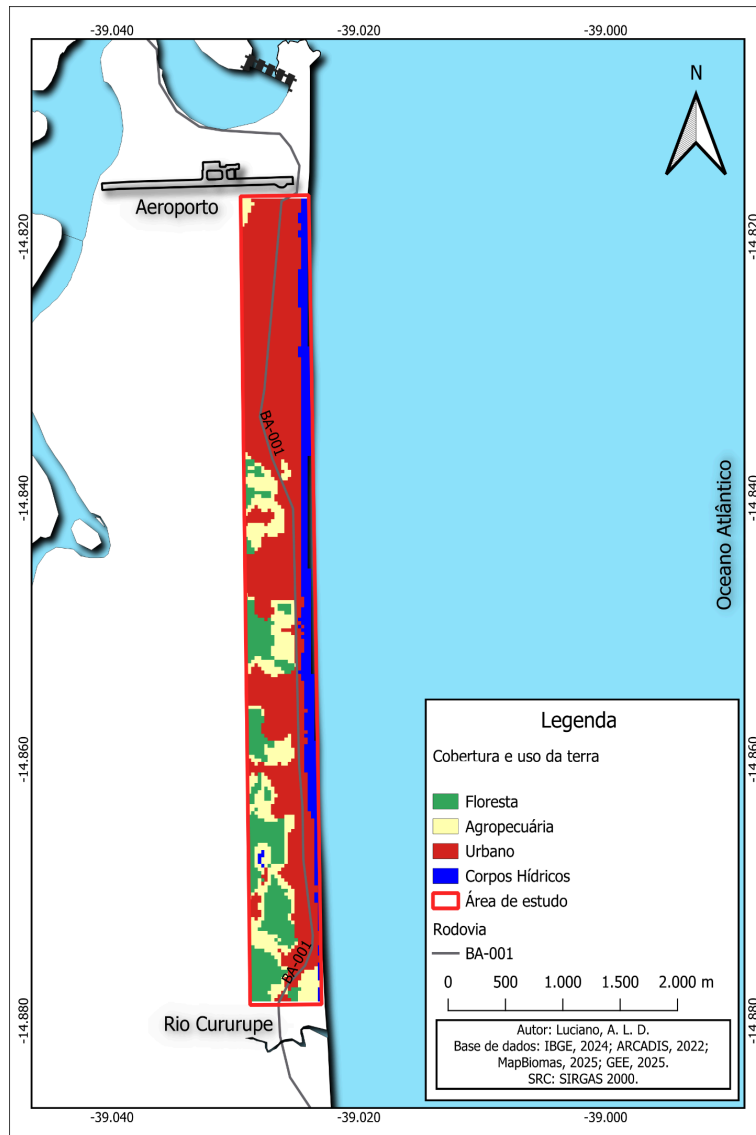 -39.040
-39.020
-39.000
N
Aeroporto
-14.820
-14.820
BA-001
-14.840
-14.840
Oceano Atlântico
-14.860
-14.860
BA-001
Rio Cururupe
-14.880
-14.880
Legenda
Cobertura e uso da terra
Floresta
Agropecuária
Urbano
Corpos Hídricos
Área de estudo
Rodovia
BA-001
0 500 1.000 1.500 2.000 m
Autor: Luciano, A. L. D.
Base de dados: IBGE, 2024; ARCADIS, 2022;
MapBiomas, 2025; GEE, 2025.
SRC: SIRGAS 2000.
-39.040
-39.020
-39.000